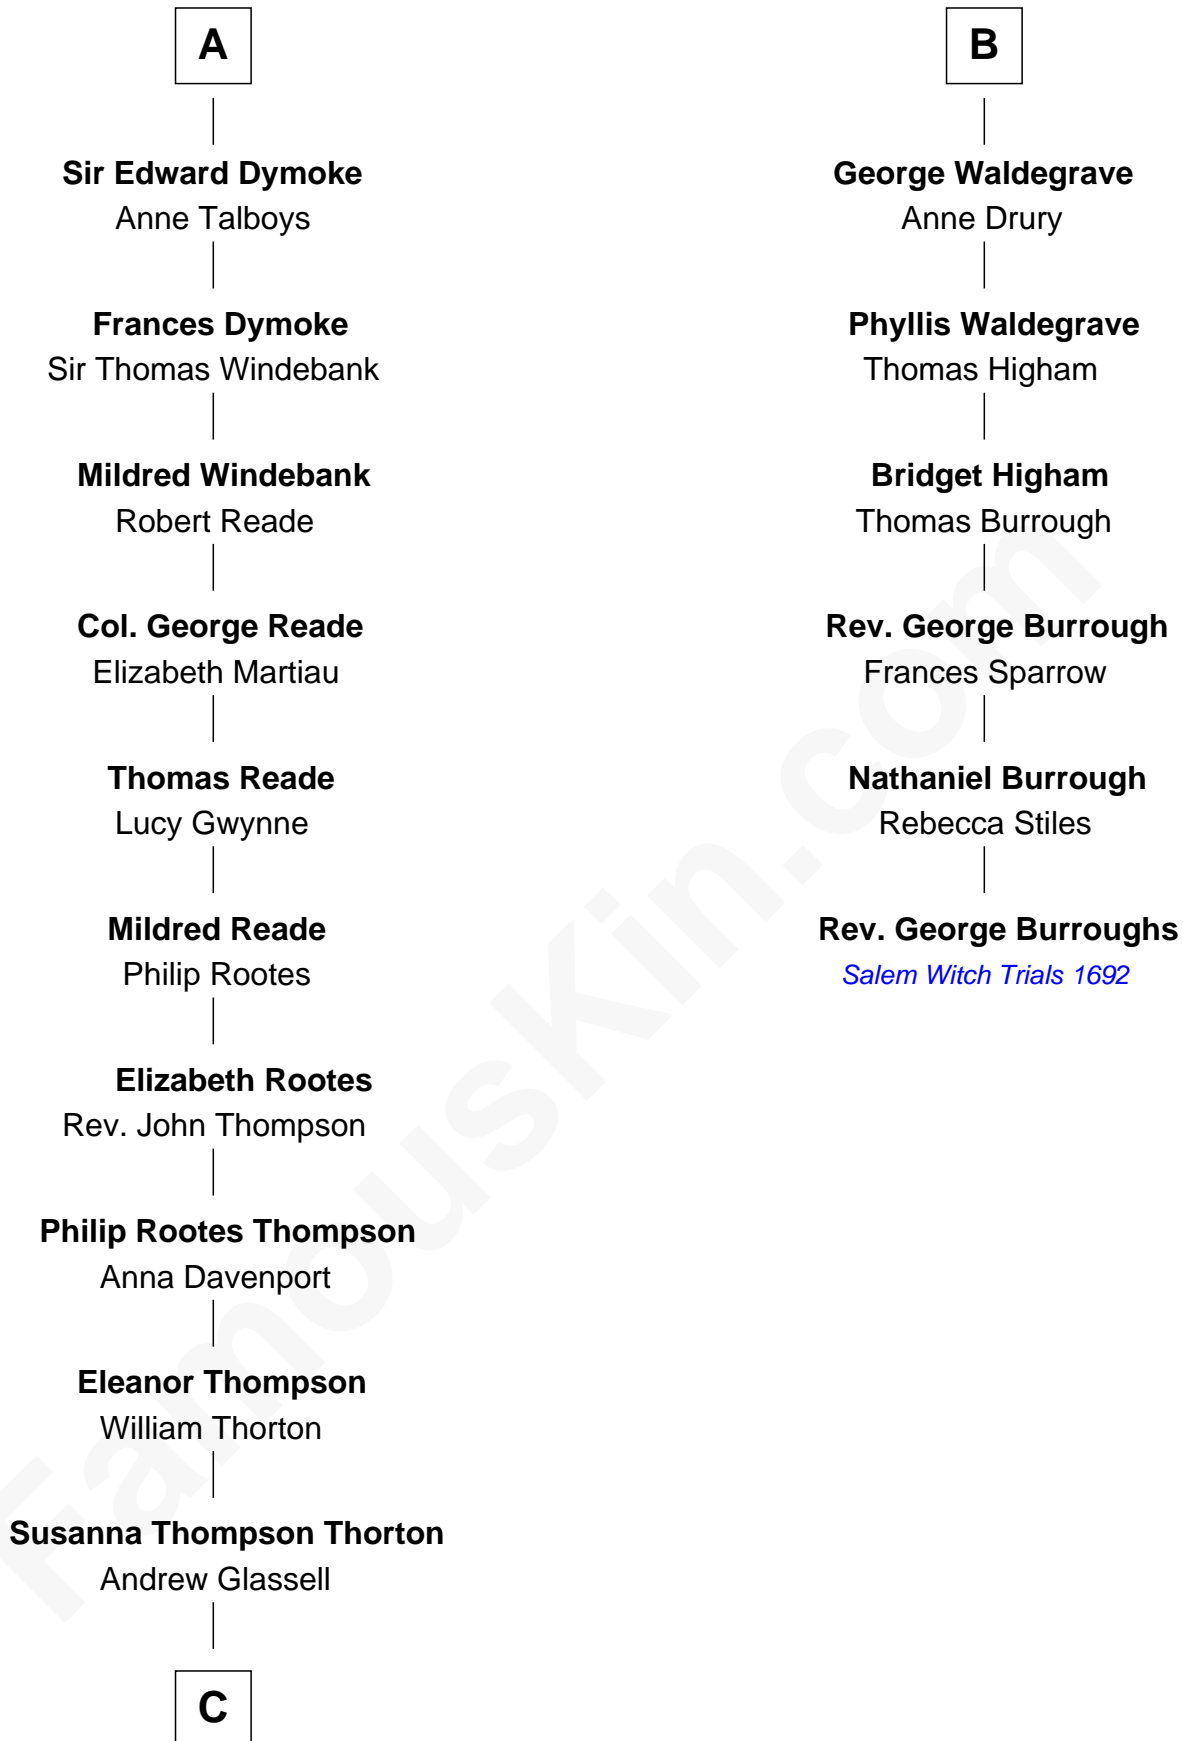 A
Sir Edward Dymoke
Anne Talboys
Frances Dymoke
Sir Thomas Windebank
Mildred Windebank
Robert Reade
Col. George Reade
Elizabeth Martiau
Thomas Reade
Lucy Gwynne
Mildred Reade
Philip Rootes
Elizabeth Rootes
Rev. John Thompson
Philip Rootes Thompson
Anna Davenport
Eleanor Thompson
William Thorton
Susanna Thompson Thorton
Andrew Glassell
C
B
George Waldegrave
Anne Drury
Phyllis Waldegrave
Thomas Higham
Bridget Higham
Thomas Burrough
Rev. George Burrough
Frances Sparrow
Nathaniel Burrough
Rebecca Stiles
Rev. George Burroughs
Salem Witch Trials 1692
FamousKin.com